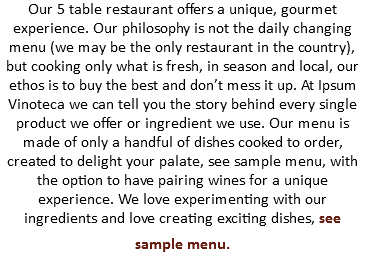 Our 5 table restaurant offers a unique, gourmet
experience. Our philosophy is not the daily changing
menu (we may be the only restaurant in the country),
but cooking only what is fresh, in season and local, our
ethos is to buy the best and don’t mess it up. At Ipsum
Vinoteca we can tell you the story behind every single
product we offer or ingredient we use. Our menu is
made of only a handful of dishes cooked to order,
created to delight your palate, see sample menu, with
the option to have pairing wines for a unique
experience. We love experimenting with our
ingredients and love creating exciting dishes, see
sample menu.